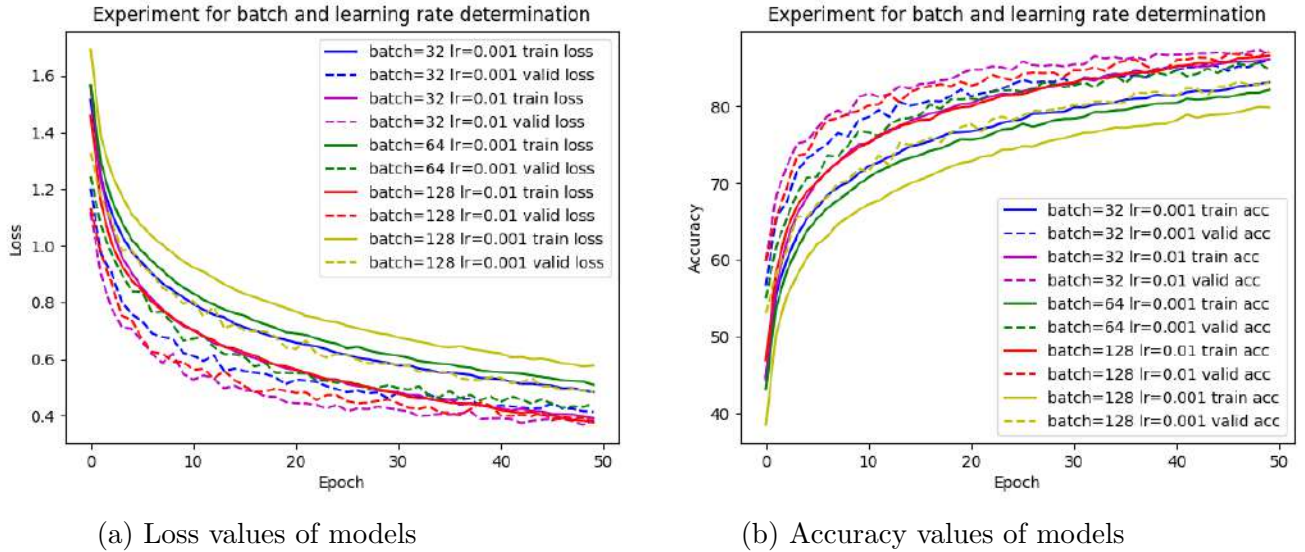 Experiment for batch and learning rate determination
Loss
1.6
1.4
1.2
1.0
0.8
0.6
0.4
batch=32 lr=0.001 train loss
batch=32 lr=0.001 valid loss
batch=32 lr=0.01 train loss
batch=32 lr=0.01 valid loss
batch=64 lr=0.001 train loss
batch=64 lr=0.001 valid loss
batch=128 lr=0.01 train loss
batch=128 lr=0.01 valid loss
batch=128 lr=0.001 train loss
batch=128 lr=0.001 valid loss
0 10 20 30 40 50
Epoch
(a) Loss values of models
Experiment for batch and learning rate determination
Accuracy
80
70
60
50
40
batch=32 lr=0.001 train acc
batch=32 lr=0.001 valid acc
batch=32 lr=0.01 train acc
batch=32 lr=0.01 valid acc
batch=64 lr=0.001 train acc
batch=64 lr=0.001 valid acc
batch=128 lr=0.01 train acc
batch=128 lr=0.01 valid acc
batch=128 lr=0.001 train acc
batch=128 lr=0.001 valid acc
0 10 20 30 40 50
Epoch
(b) Accuracy values of models